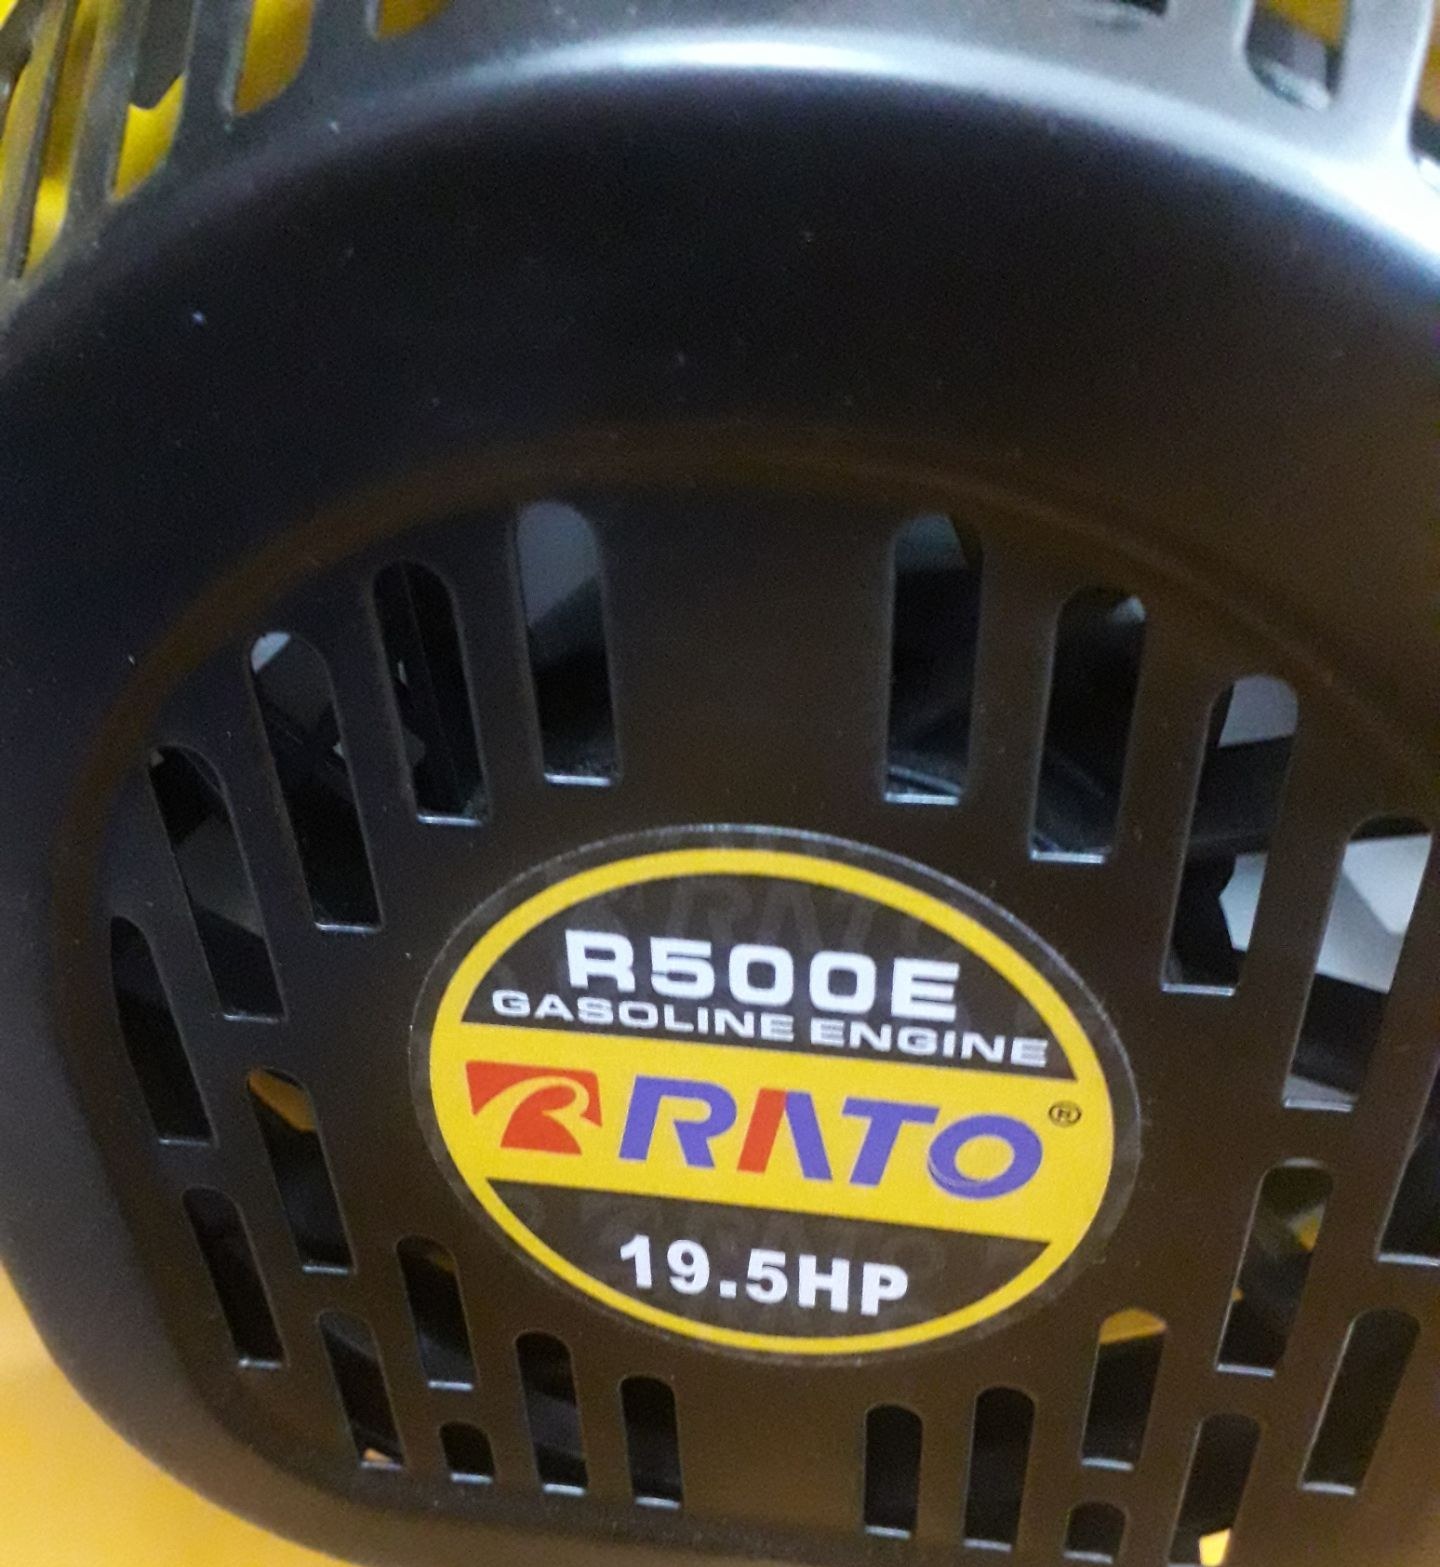 R500E
GASOLINE ENGINE
RATO®
19.5HP